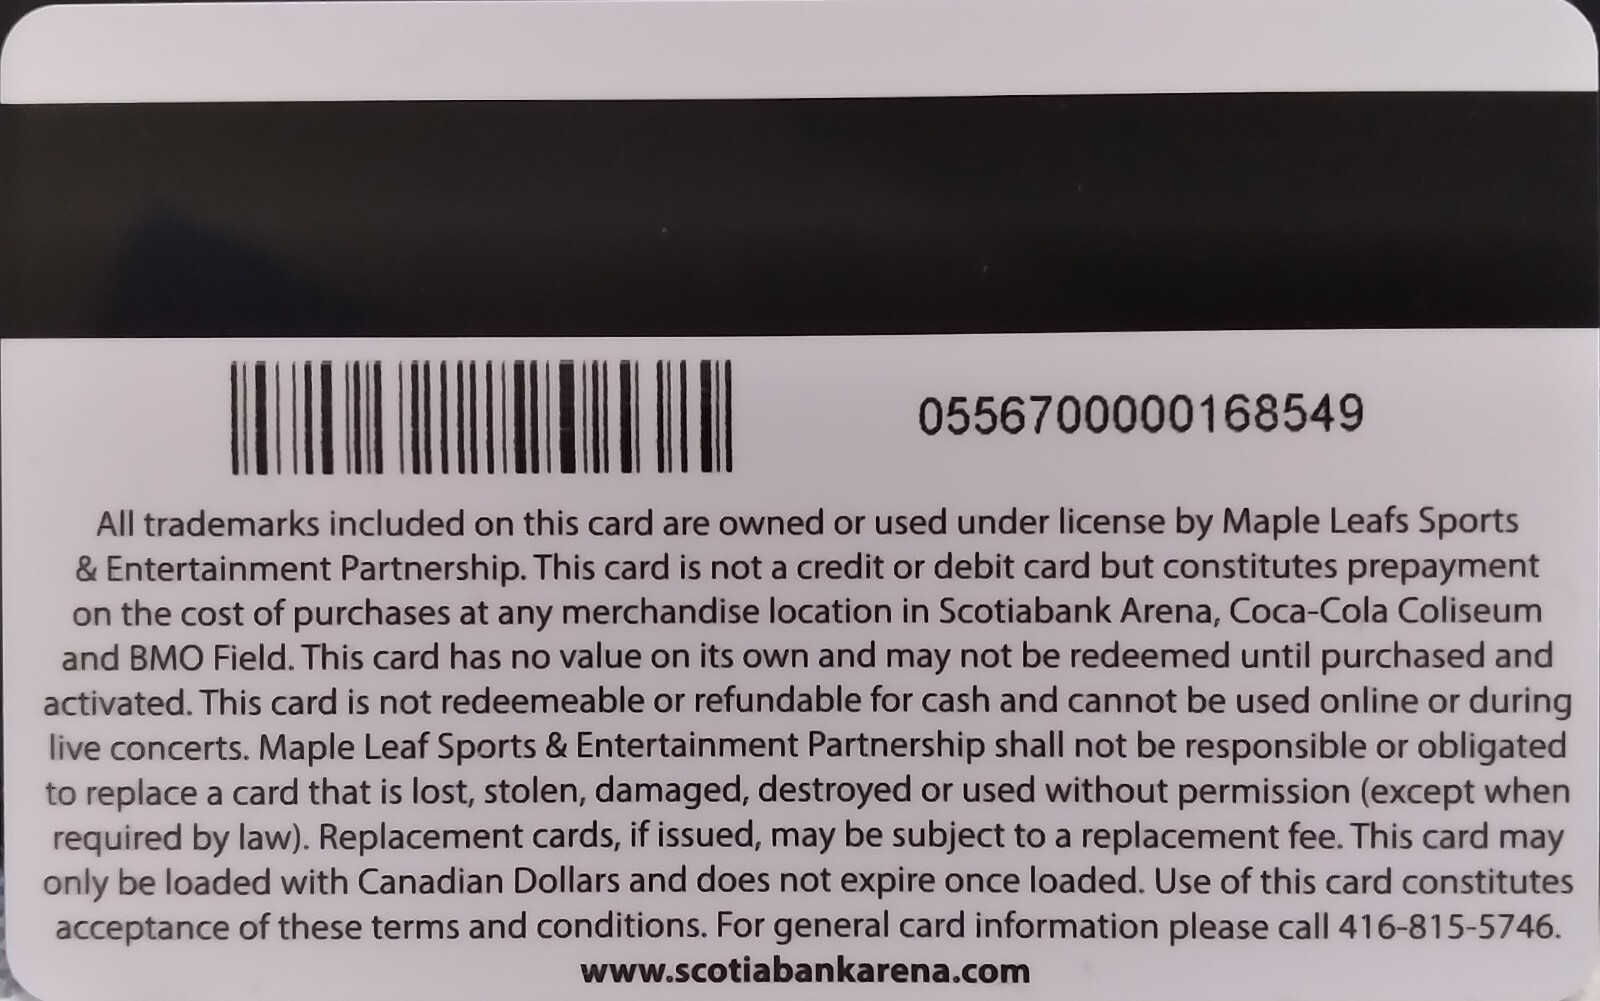 0556700000168549
All trademarks included on this card are owned or used under license by Maple Leafs Sports
& Entertainment Partnership. This card is not a credit or debit card but constitutes prepayment
on the cost of purchases at any merchandise location in Scotiabank Arena, Coca-Cola Coliseum
and BMO Field. This card has no value on its own and may not be redeemed until purchased and
activated. This card is not redeemeable or refundable for cash and cannot be used online or during
live concerts. Maple Leaf Sports & Entertainment Partnership shall not be responsible or obligated
to replace a card that is lost, stolen, damaged, destroyed or used without permission (except when
required by law). Replacement cards, if issued, may be subject to a replacement fee. This card may
only be loaded with Canadian Dollars and does not expire once loaded. Use of this card constitutes
acceptance of these terms and conditions. For general card information please call 416-815-5746.
www.scotiabankarena.com